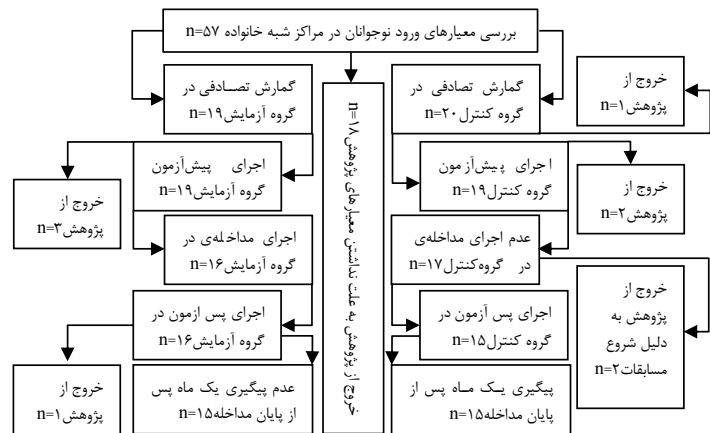 بررسی معیارهای ورود نوجوانان در مراکز شبه خانواده n=۵۷
گمارش تصادفی در
گروه کنترل n=۲۰
خروج از
پژوهش n=۱
اجرای پیش‌آزمون
گروه کنترل n=۱۹
خروج از
پژوهش n=۲
عدم اجرای مداخله‌ی
در گروه‌کنترل n=۱۷
خروج از
پژوهش به
دلیل شروع
مسابقات n=۲
اجرای پس آزمون در
گروه کنترل n=۱۵
پیگیری یک ماه پس از
پایان مداخله n=۱۵
خروج از پژوهش به علت نداشتن معیارهای پژوهش n=۱۸
گمارش تصادفی در
گروه آزمایش n=۱۹
اجرای پیش‌آزمون
گروه آزمایش n=۱۹
خروج از
پژوهش n=۳
اجرای مداخله‌ی در
گروه آزمایش n=۱۶
اجرای پس ازمون در
گروه آزمایش n=۱۶
خروج از
پژوهش n=۱
عدم پیگیری یک ماه پس
از پایان مداخله n=۱۵